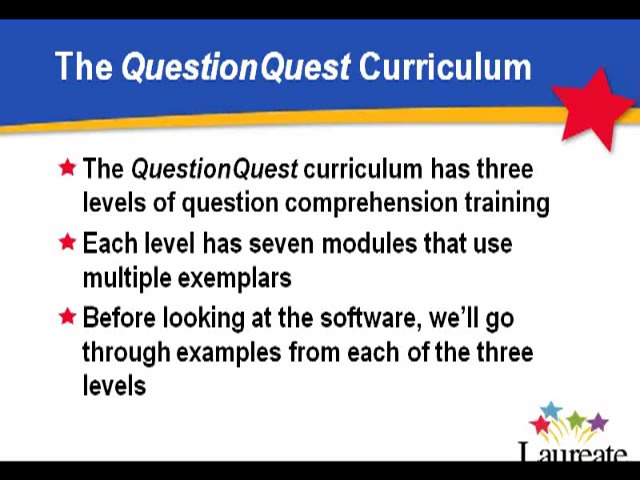 The QuestionQuest Curriculum
The QuestionQuest curriculum has three
levels of question comprehension training
Each level has seven modules that use
multiple exemplars
Before looking at the software, we'll go
through examples from each of the three
levels
Laureate